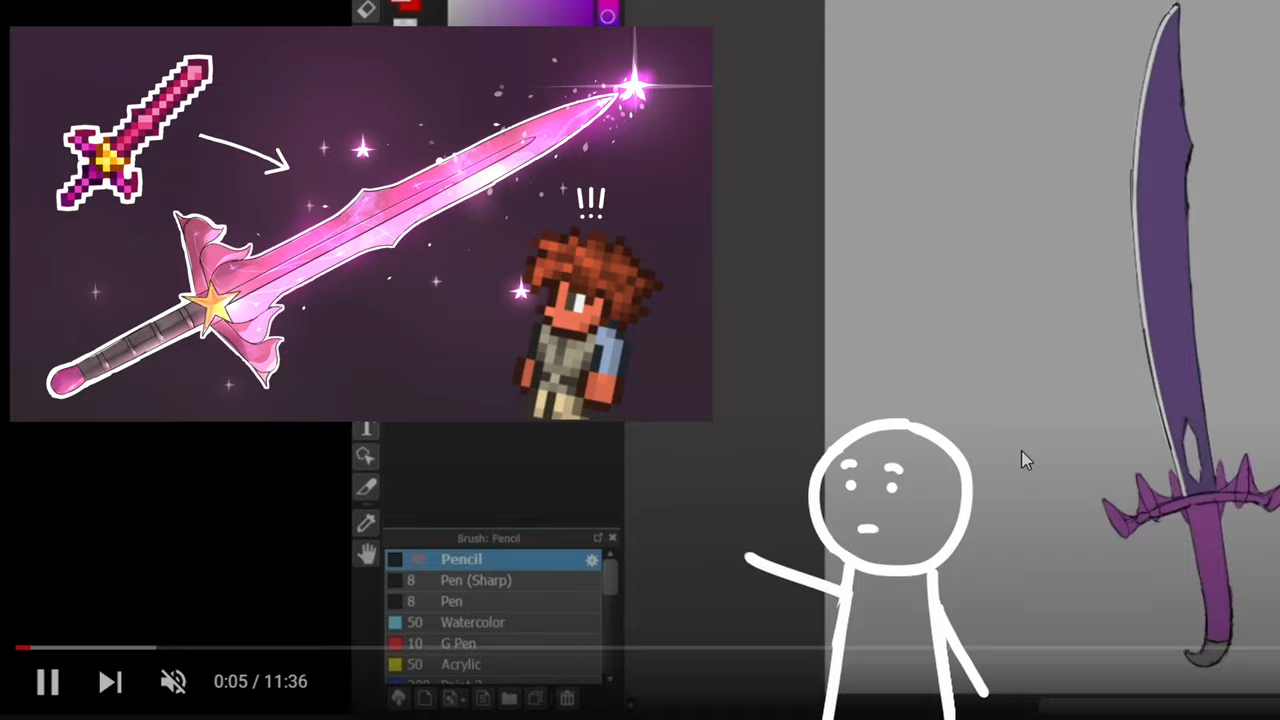 !!!
Brush: Pencil
Pencil
8 Pen (Sharp)
8 Pen
50 Watercolor
10 G Pen
50 Acrylic
0:05 / 11:36